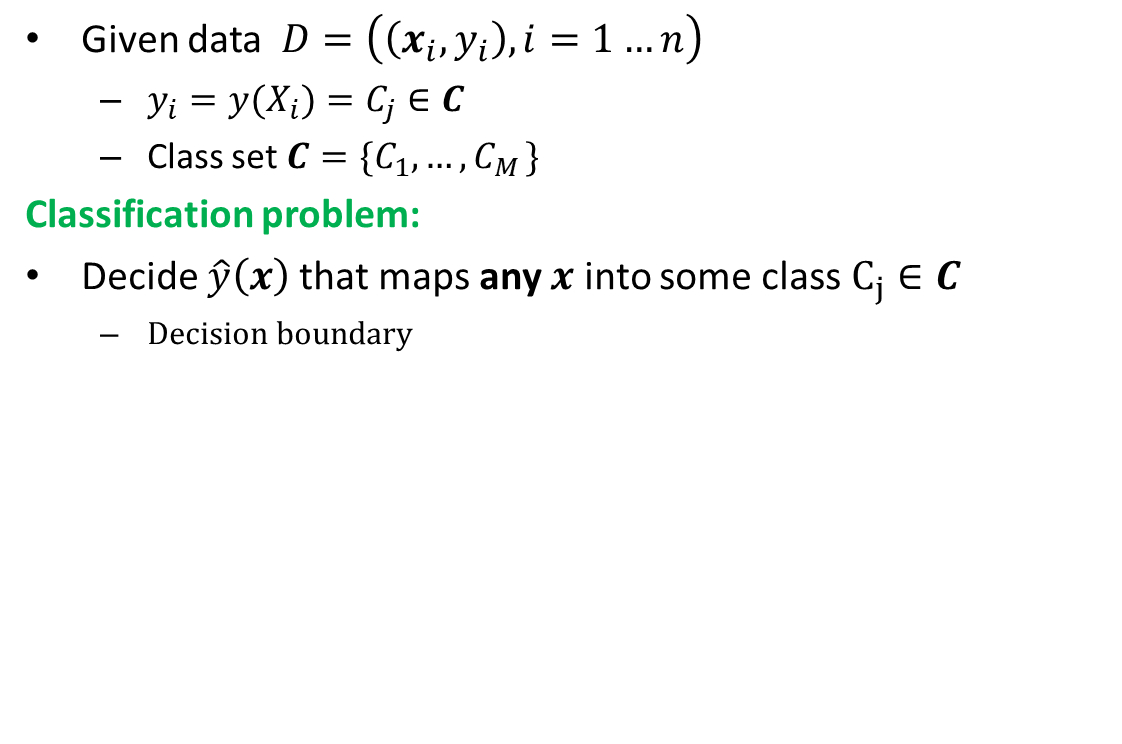 • Given data D = ((𝒙ᵢ, yᵢ), i = 1 … n)
– yᵢ = y(Xᵢ) = Cⱼ ∈ 𝑪
– Class set 𝑪 = {C₁, … , C_M}
Classification problem:
• Decide ŷ(𝒙) that maps any 𝒙 into some class Cⱼ ∈ 𝑪
– Decision boundary